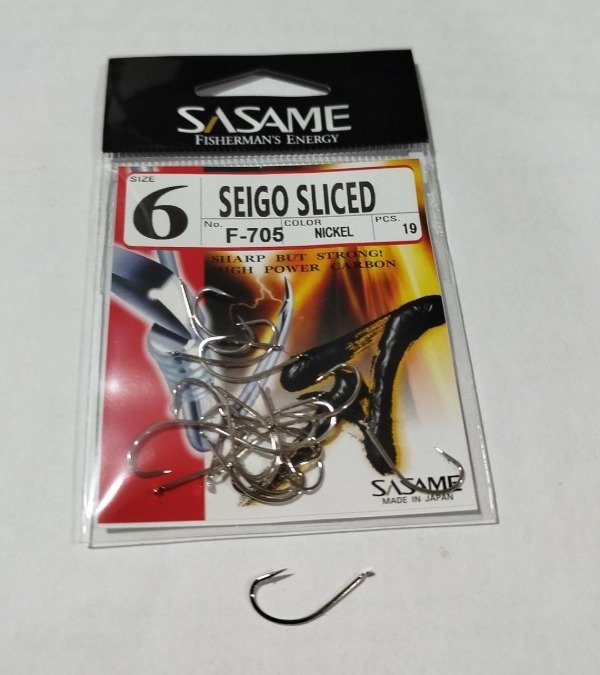 SASAME
FISHERMAN'S ENERGY
SIZE
6
SEIGO SLICED
No. F-705
COLOR NICKEL
PCS. 19
SHARP BUT STRONG!
HIGH POWER CARBON
SASAME
MADE IN JAPAN